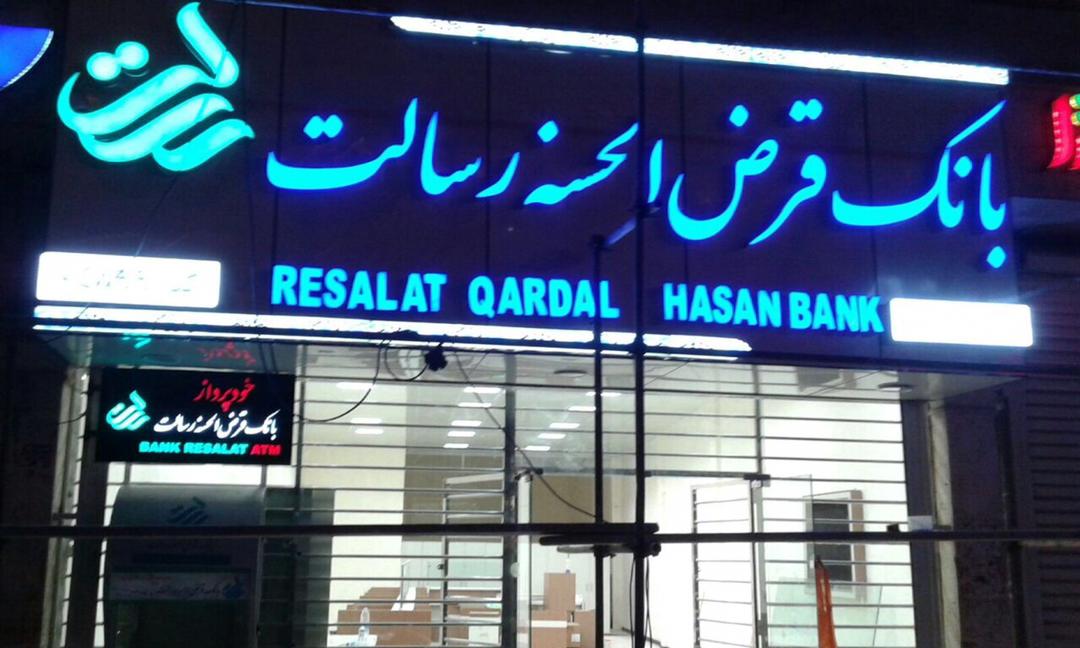 بانک قرض الحسنه رسالت
RESALAT QARDAL HASAN BANK
خودپرداز
بانک قرض الحسنه رسالت
BANK RESALAT ATM